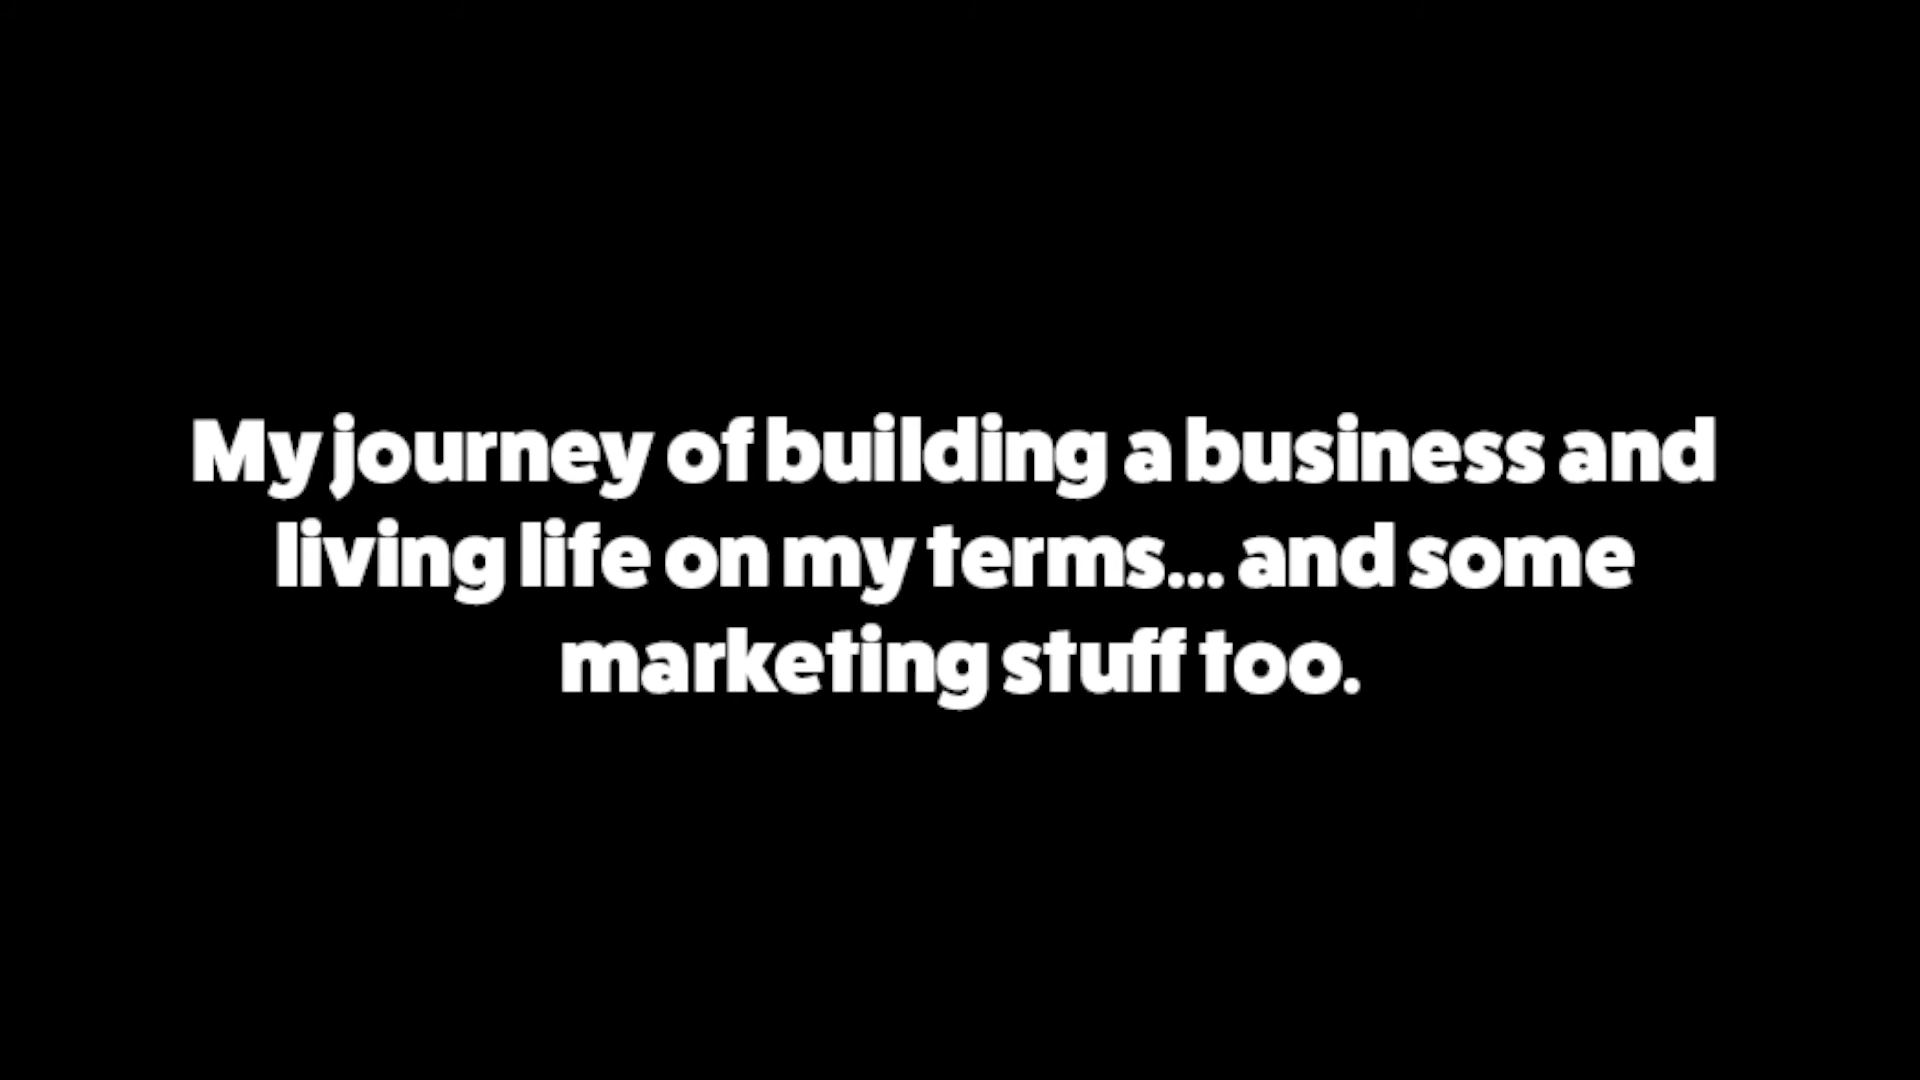 My journey of building a business and
living life on my terms... and some
marketing stuff too.